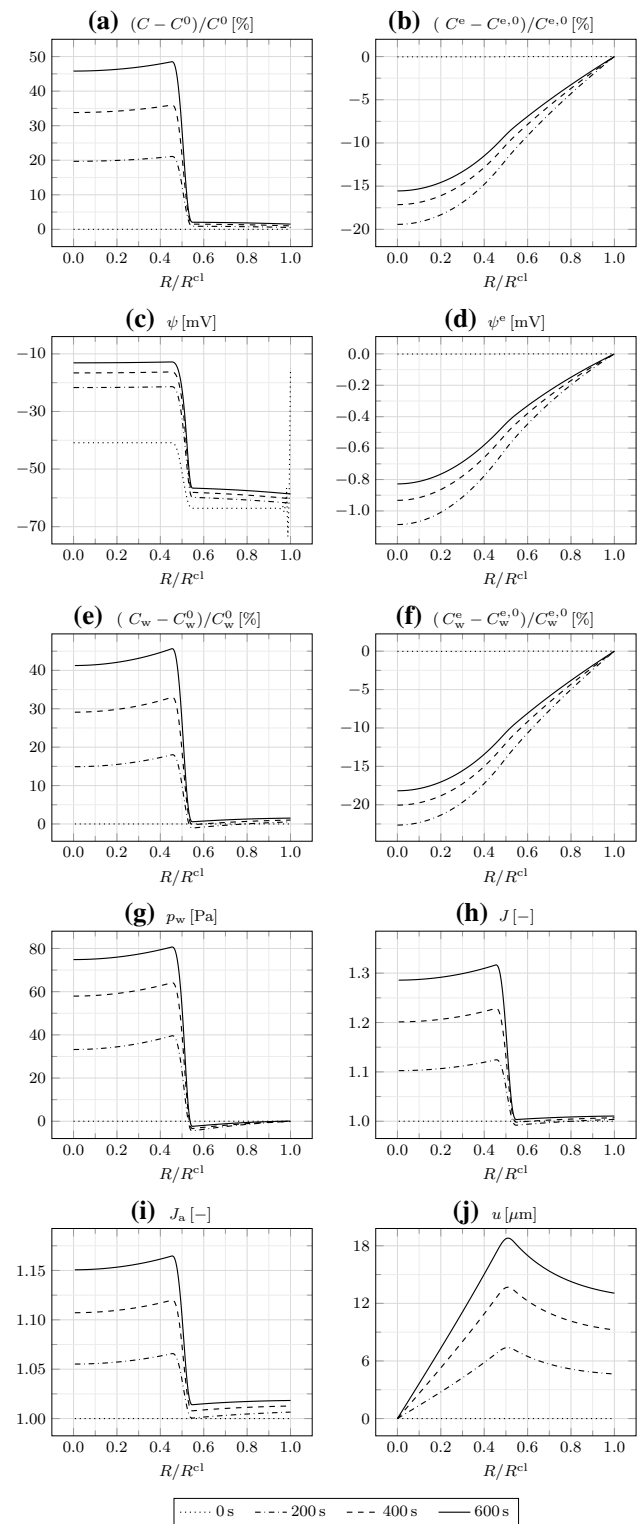 (a) (C − C⁰)/C⁰ [%]
50
40
30
20
10
0
0.0 0.2 0.4 0.6 0.8 1.0
R/Rᶜˡ
(b) ( Cᵉ − Cᵉ,⁰)/Cᵉ,⁰ [%]
0
−5
−10
−15
−20
0.0 0.2 0.4 0.6 0.8 1.0
R/Rᶜˡ
(c) ψ [mV]
−10
−30
−50
−70
0.0 0.2 0.4 0.6 0.8 1.0
R/Rᶜˡ
(d) ψᵉ [mV]
0.0
−0.2
−0.4
−0.6
−0.8
−1.0
0.0 0.2 0.4 0.6 0.8 1.0
R/Rᶜˡ
(e) ( C_w − C_w⁰)/C_w⁰ [%]
40
30
20
10
0
0.0 0.2 0.4 0.6 0.8 1.0
R/Rᶜˡ
(f) ( C_wᵉ − C_wᵉ,⁰)/C_wᵉ,⁰ [%]
0
−5
−10
−15
−20
0.0 0.2 0.4 0.6 0.8 1.0
R/Rᶜˡ
(g) p_w [Pa]
80
60
40
20
0
0.0 0.2 0.4 0.6 0.8 1.0
R/Rᶜˡ
(h) J [−]
1.3
1.2
1.1
1.0
0.0 0.2 0.4 0.6 0.8 1.0
R/Rᶜˡ
(i) J_a [−]
1.15
1.10
1.05
1.00
0.0 0.2 0.4 0.6 0.8 1.0
R/Rᶜˡ
(j) u [μm]
18
12
6
0
0.0 0.2 0.4 0.6 0.8 1.0
R/Rᶜˡ
0 s 200 s 400 s 600 s